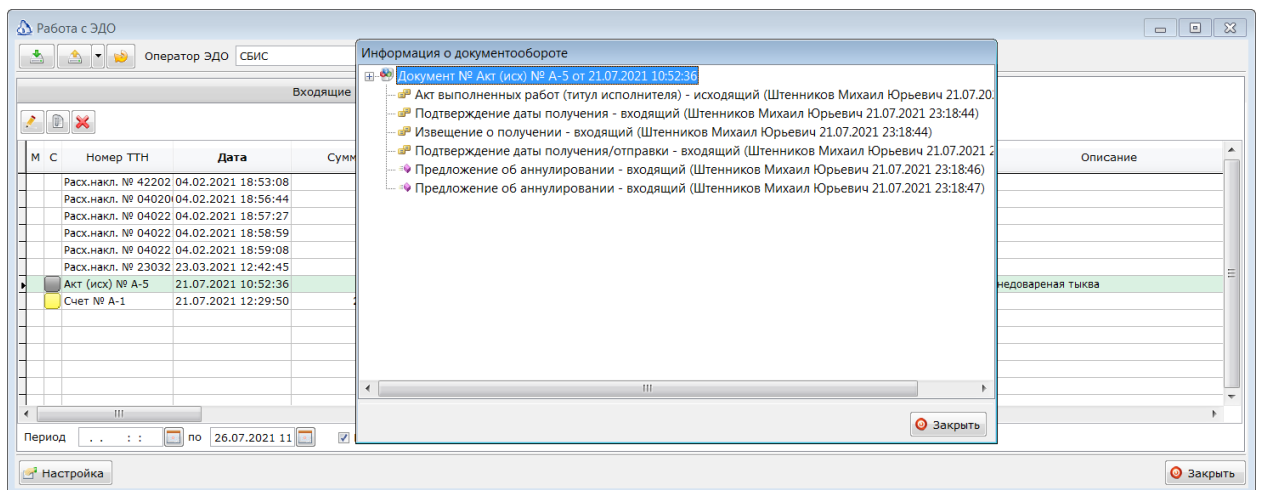 Работа с ЭДО
Оператор ЭДО СБИС
Входящие
М С Номер ТТН Дата Сумм Описание
Расх.накл. № 42202 04.02.2021 18:53:08
Расх.накл. № 04020 04.02.2021 18:56:44
Расх.накл. № 04022 04.02.2021 18:57:27
Расх.накл. № 04022 04.02.2021 18:58:59
Расх.накл. № 04022 04.02.2021 18:59:08
Расх.накл. № 23032 23.03.2021 12:42:45
Акт (исх) № А-5 21.07.2021 10:52:36 недовареная тыква
Счет № А-1 21.07.2021 12:29:50
Период . . : : по 26.07.2021 11
Настройка
Закрыть
Информация о документообороте
Документ № Акт (исх) № А-5 от 21.07.2021 10:52:36
Акт выполненных работ (титул исполнителя) - исходящий (Штенников Михаил Юрьевич 21.07.20
Подтверждение даты получения - входящий (Штенников Михаил Юрьевич 21.07.2021 23:18:44)
Извещение о получении - входящий (Штенников Михаил Юрьевич 21.07.2021 23:18:44)
Подтверждение даты получения/отправки - входящий (Штенников Михаил Юрьевич 21.07.2021 2
Предложение об аннулировании - входящий (Штенников Михаил Юрьевич 21.07.2021 23:18:46)
Предложение об аннулировании - входящий (Штенников Михаил Юрьевич 21.07.2021 23:18:47)
Закрыть